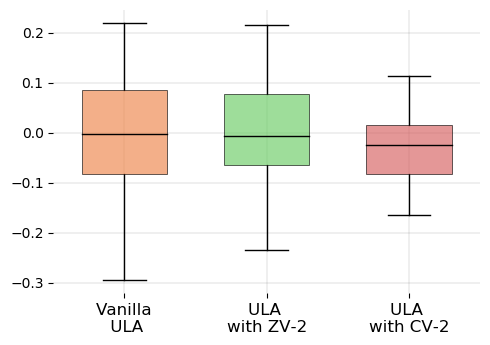 0.2
0.1
0.0
−0.1
−0.2
−0.3
Vanilla
ULA
ULA
with ZV-2
ULA
with CV-2